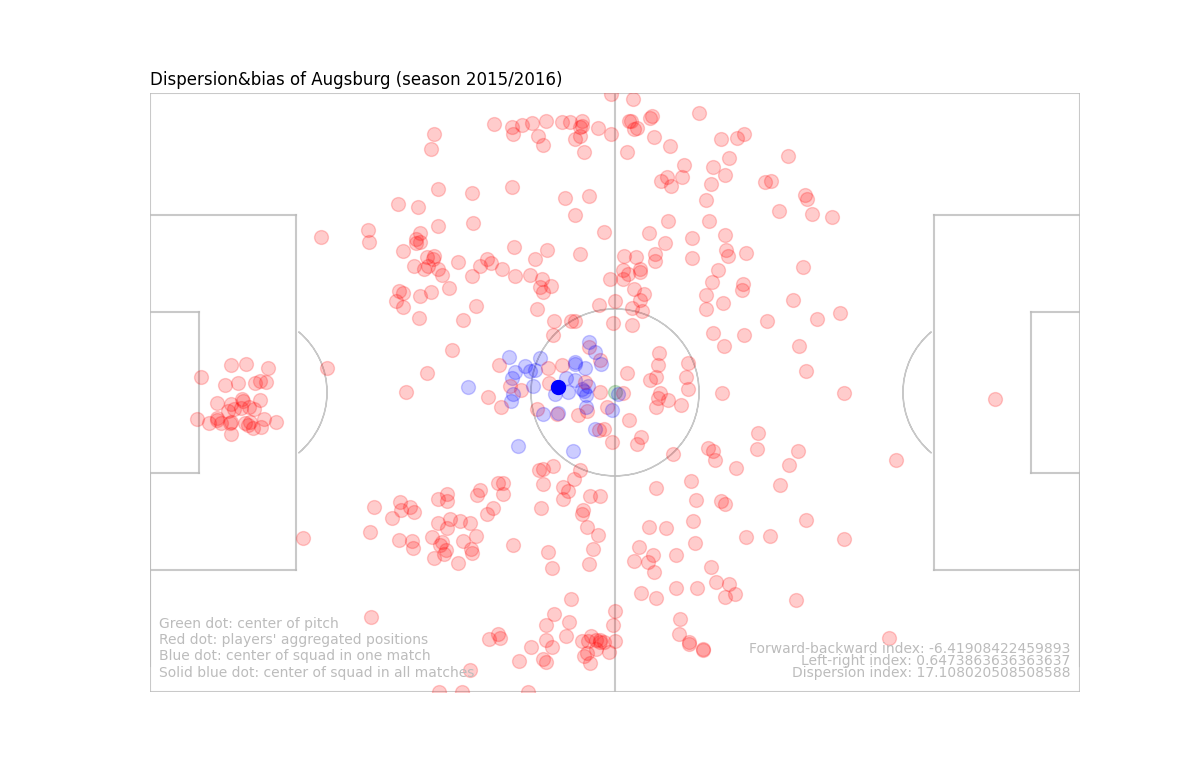 Dispersion&bias of Augsburg (season 2015/2016)
Green dot: center of pitch
Red dot: players' aggregated positions
Blue dot: center of squad in one match
Solid blue dot: center of squad in all matches
Forward-backward index: -6.41908422459893
Left-right index: 0.6473863636363637
Dispersion index: 17.108020508508588